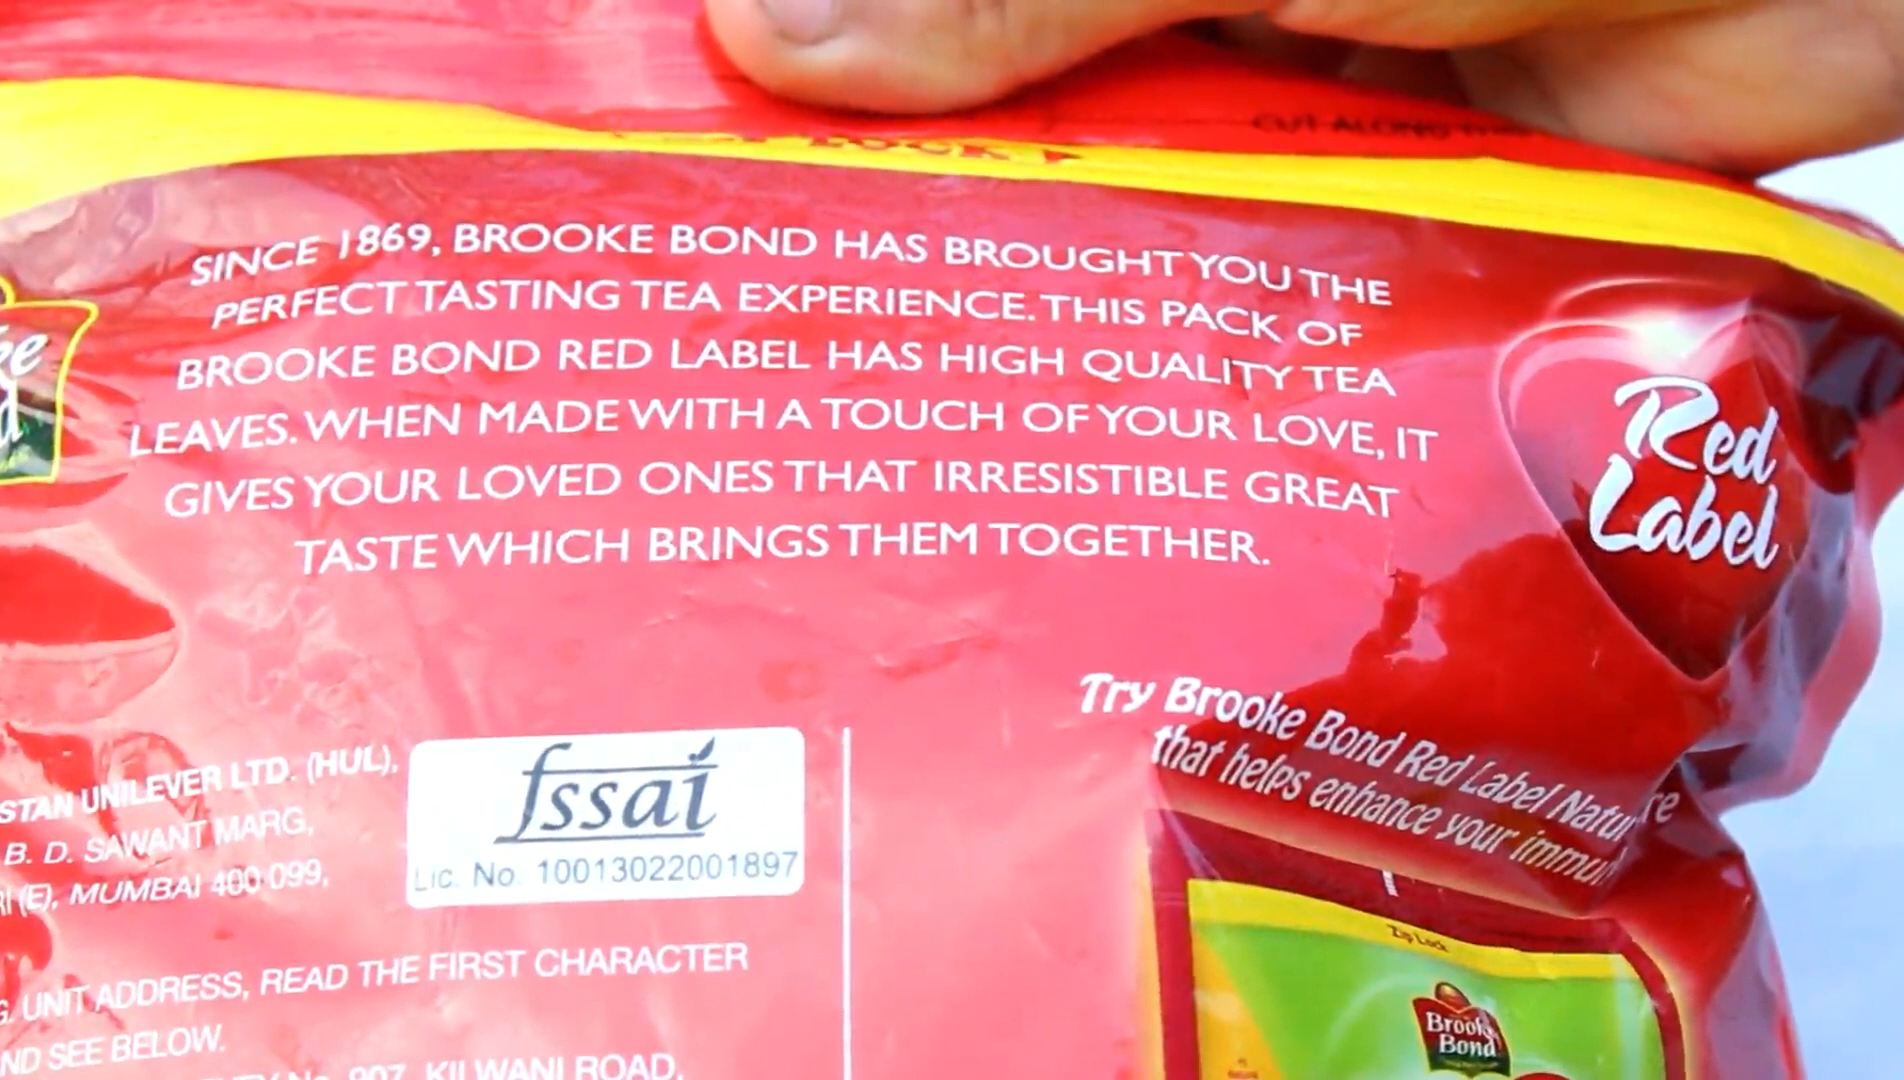 CUT ALONG
LOCK
SINCE 1869, BROOKE BOND HAS BROUGHT YOU THE
PERFECT TASTING TEA EXPERIENCE. THIS PACK OF
BROOKE BOND RED LABEL HAS HIGH QUALITY TEA
LEAVES. WHEN MADE WITH A TOUCH OF YOUR LOVE, IT
GIVES YOUR LOVED ONES THAT IRRESISTIBLE GREAT
TASTE WHICH BRINGS THEM TOGETHER.
Red
Label
STAN UNILEVER LTD. (HUL),
B. D. SAWANT MARG,
(E), MUMBAI 400 099,
fssai
Lic. No. 10013022001897
UNIT ADDRESS, READ THE FIRST CHARACTER
ND SEE BELOW.
No. 907, KILWANI ROAD,
Try Brooke Bond Red Label Natu re
that helps enhance your immu
Zip Lock
Brooke
Bond